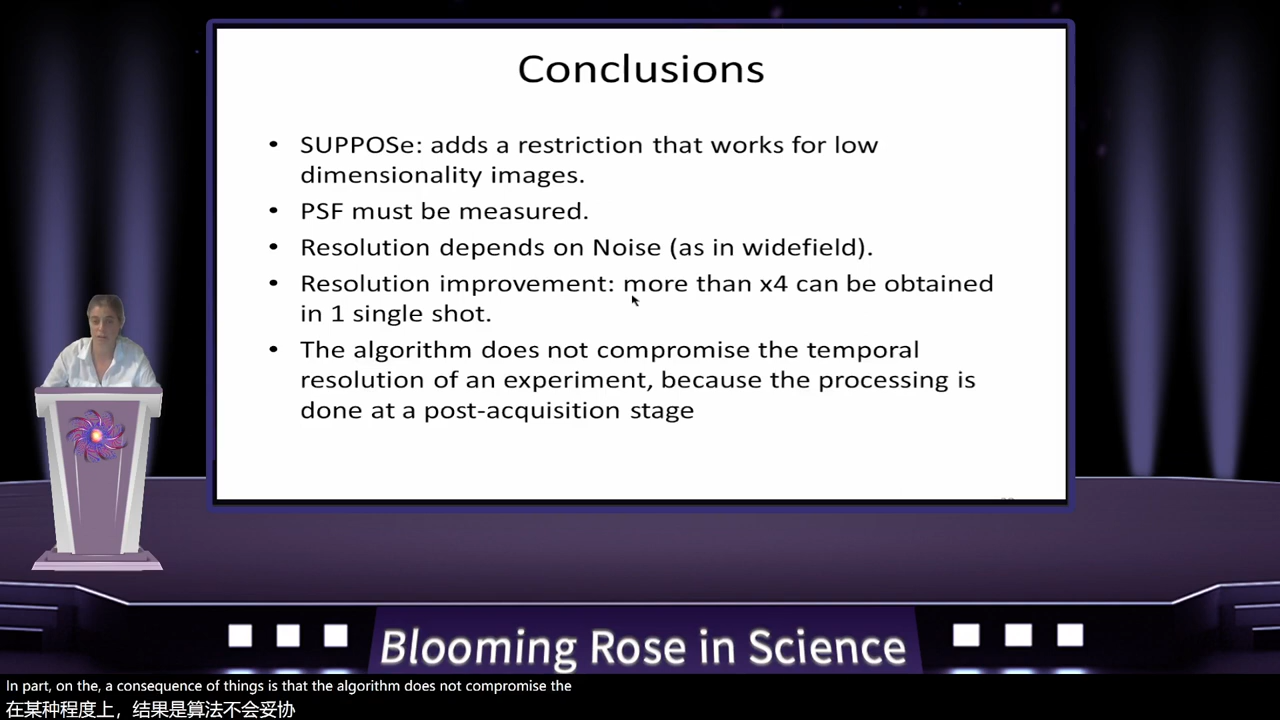 Conclusions
• SUPPOSe: adds a restriction that works for low
dimensionality images.
• PSF must be measured.
• Resolution depends on Noise (as in widefield).
• Resolution improvement: more than x4 can be obtained
in 1 single shot.
• The algorithm does not compromise the temporal
resolution of an experiment, because the processing is
done at a post-acquisition stage
Blooming Rose in Science
In part, on the, a consequence of things is that the algorithm does not compromise the
在某种程度上，结果是算法不会妥协